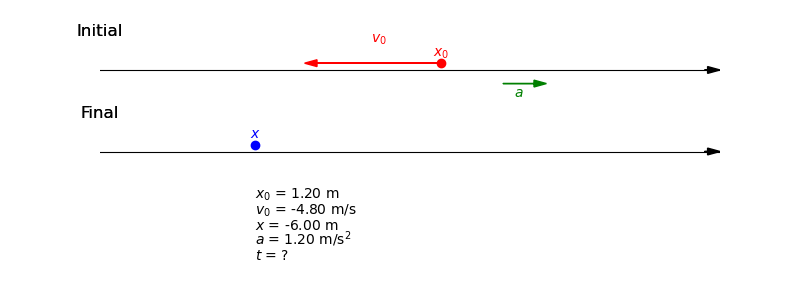 Initial
v₀
x₀
a
Final
x
x₀ = 1.20 m
v₀ = -4.80 m/s
x = -6.00 m
a = 1.20 m/s²
t = ?